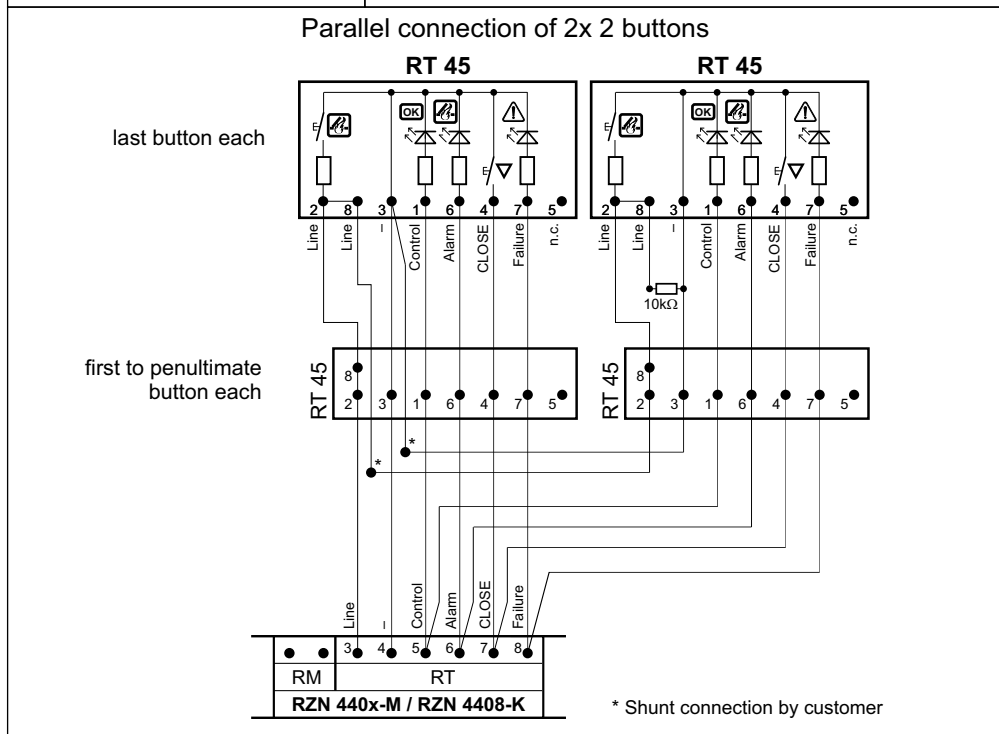 Parallel connection of 2x 2 buttons
RT 45 RT 45
OK OK
last button each
E E E E
2 8 3 1 6 4 7 5 2 8 3 1 6 4 7 5
Line Line – Control Alarm CLOSE Failure n.c. Line Line – Control Alarm CLOSE Failure n.c.
10kΩ
first to penultimate
button each
RT 45 RT 45
8 8
2 3 1 6 4 7 5 2 3 1 6 4 7 5
*
*
Line – Control Alarm CLOSE Failure
3 4 5 6 7 8
RM RT
RZN 440x-M / RZN 4408-K
* Shunt connection by customer